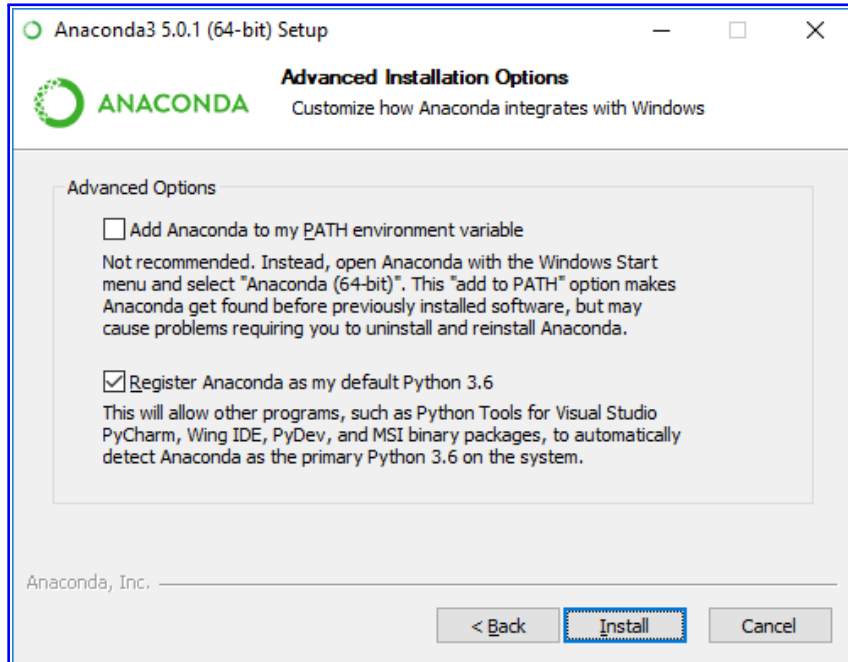 Anaconda3 5.0.1 (64-bit) Setup
ANACONDA
Advanced Installation Options
Customize how Anaconda integrates with Windows
Advanced Options
Add Anaconda to my PATH environment variable
Not recommended. Instead, open Anaconda with the Windows Start
menu and select "Anaconda (64-bit)". This "add to PATH" option makes
Anaconda get found before previously installed software, but may
cause problems requiring you to uninstall and reinstall Anaconda.
Register Anaconda as my default Python 3.6
This will allow other programs, such as Python Tools for Visual Studio
PyCharm, Wing IDE, PyDev, and MSI binary packages, to automatically
detect Anaconda as the primary Python 3.6 on the system.
Anaconda, Inc.
< Back
Install
Cancel